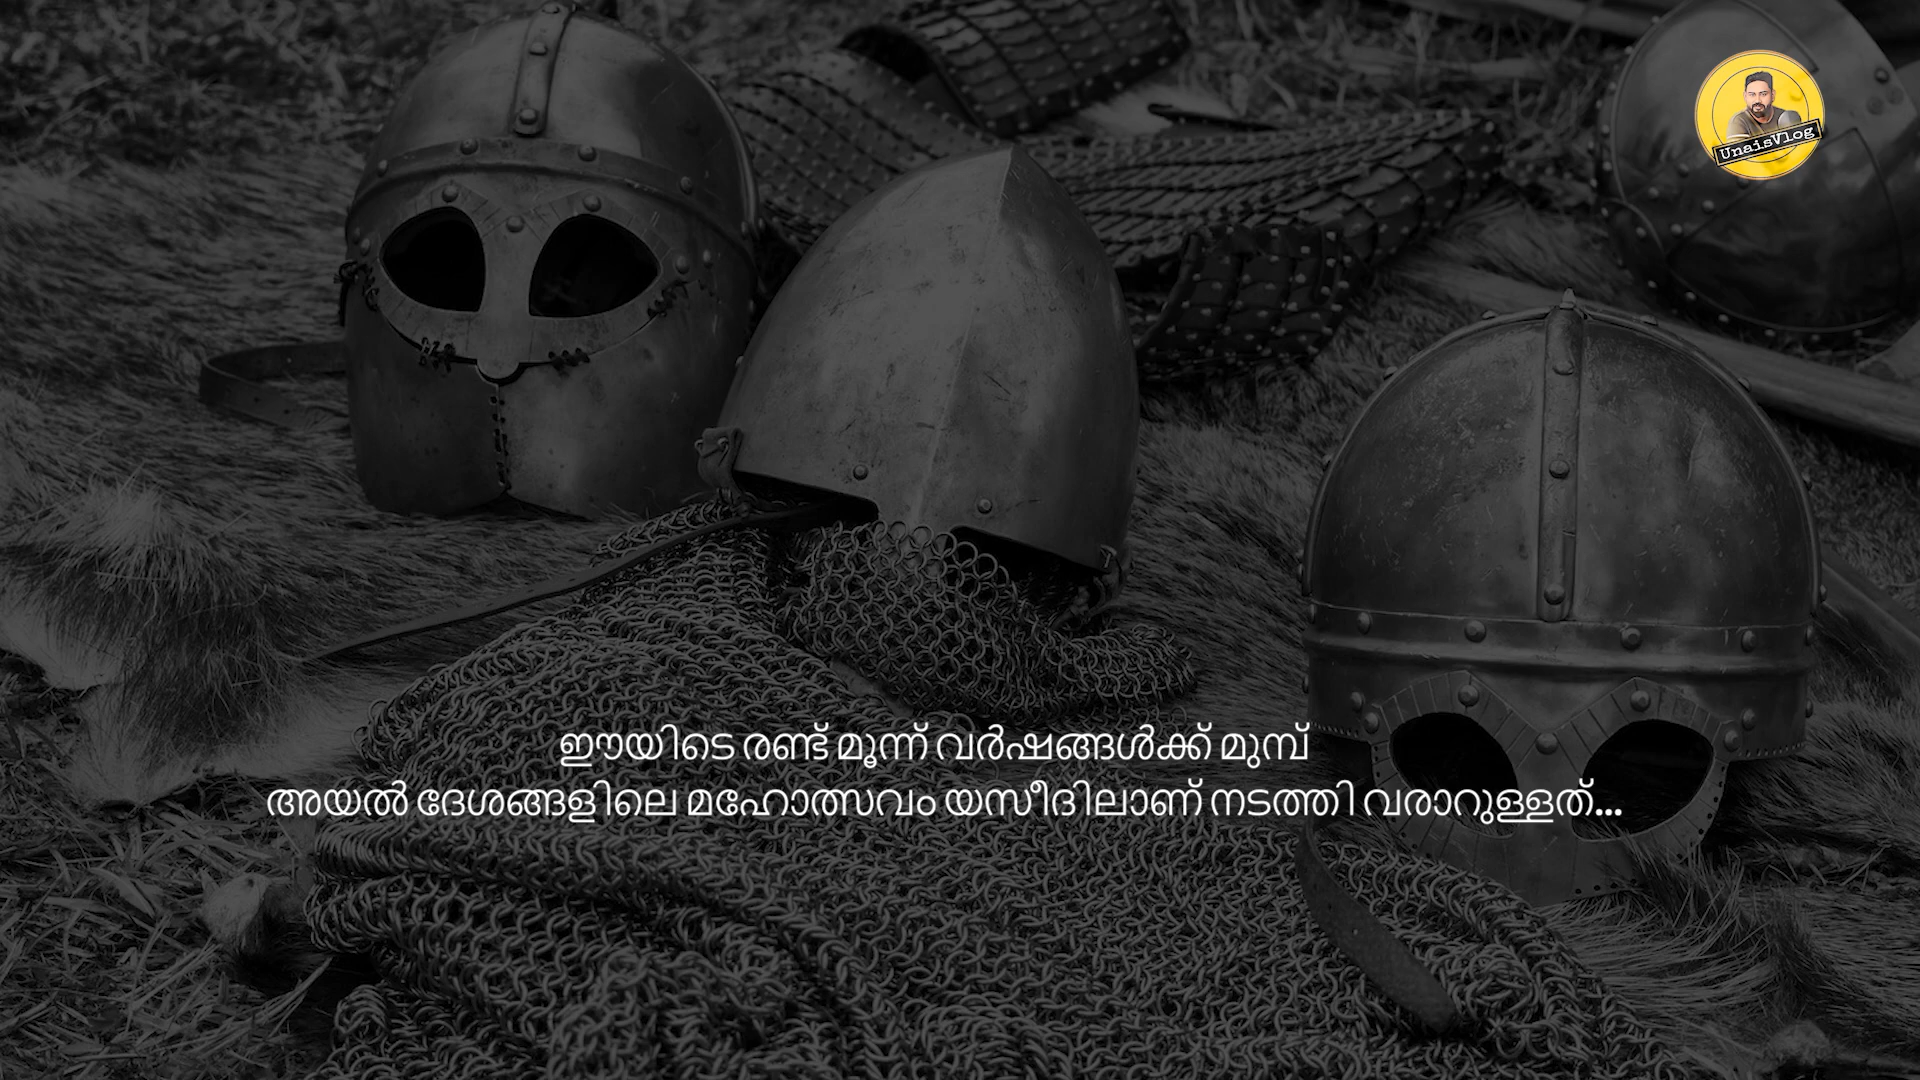 UnaisVlog
ഈയിടെ രണ്ട് മൂന്ന് വർഷങ്ങൾക്ക് മുമ്പ്
അയൽ ദേശങ്ങളിലെ മഹോത്സവം യസീദിലാണ് നടത്തി വരാറുള്ളത്...